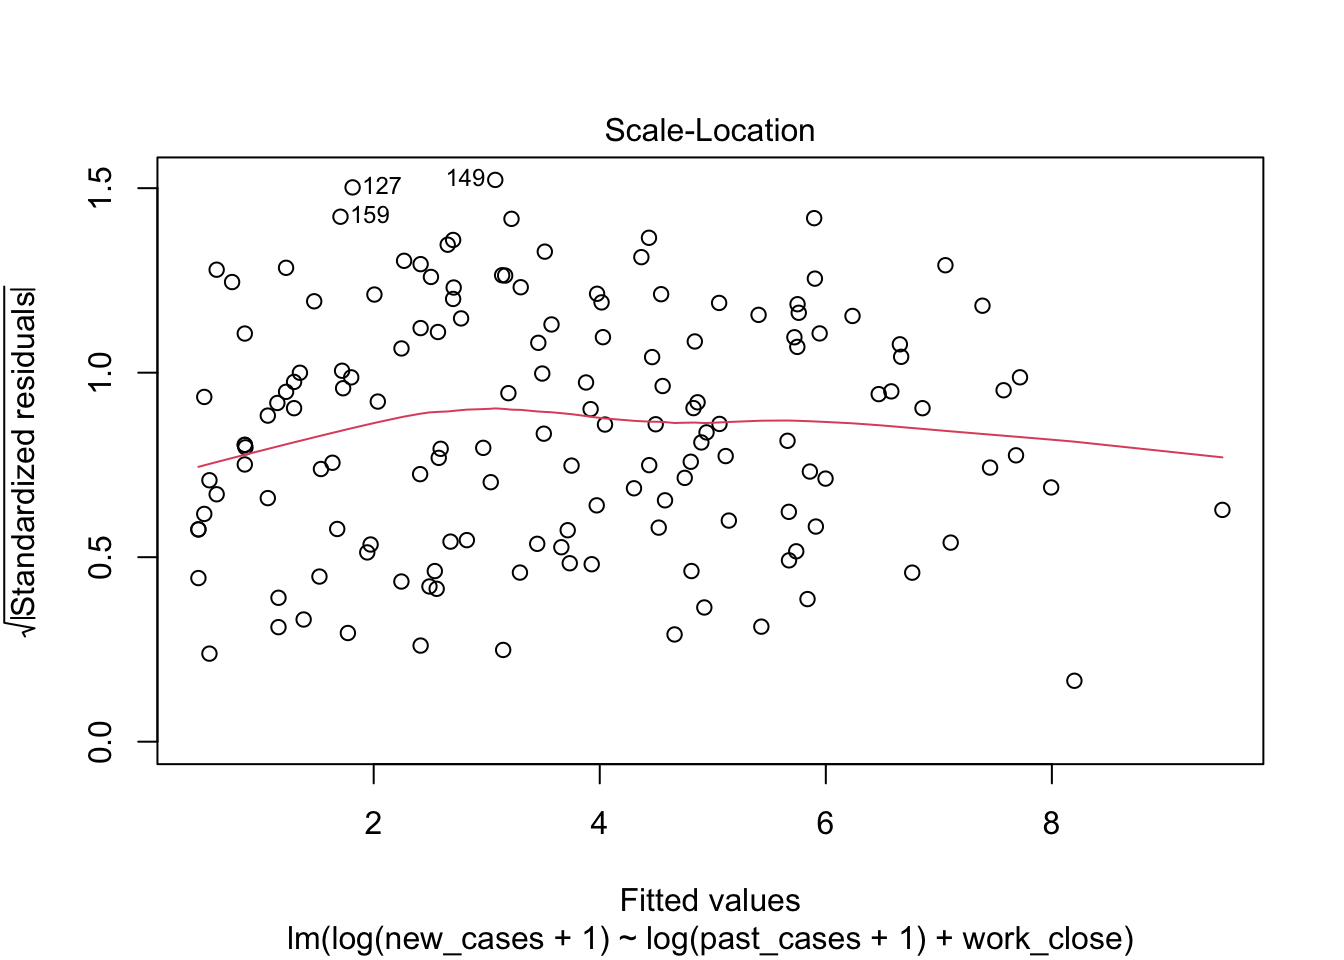 Scale-Location
√|Standardized residuals|
1.5
1.0
0.5
0.0
127
149
159
2 4 6 8
Fitted values
lm(log(new_cases + 1) ~ log(past_cases + 1) + work_close)